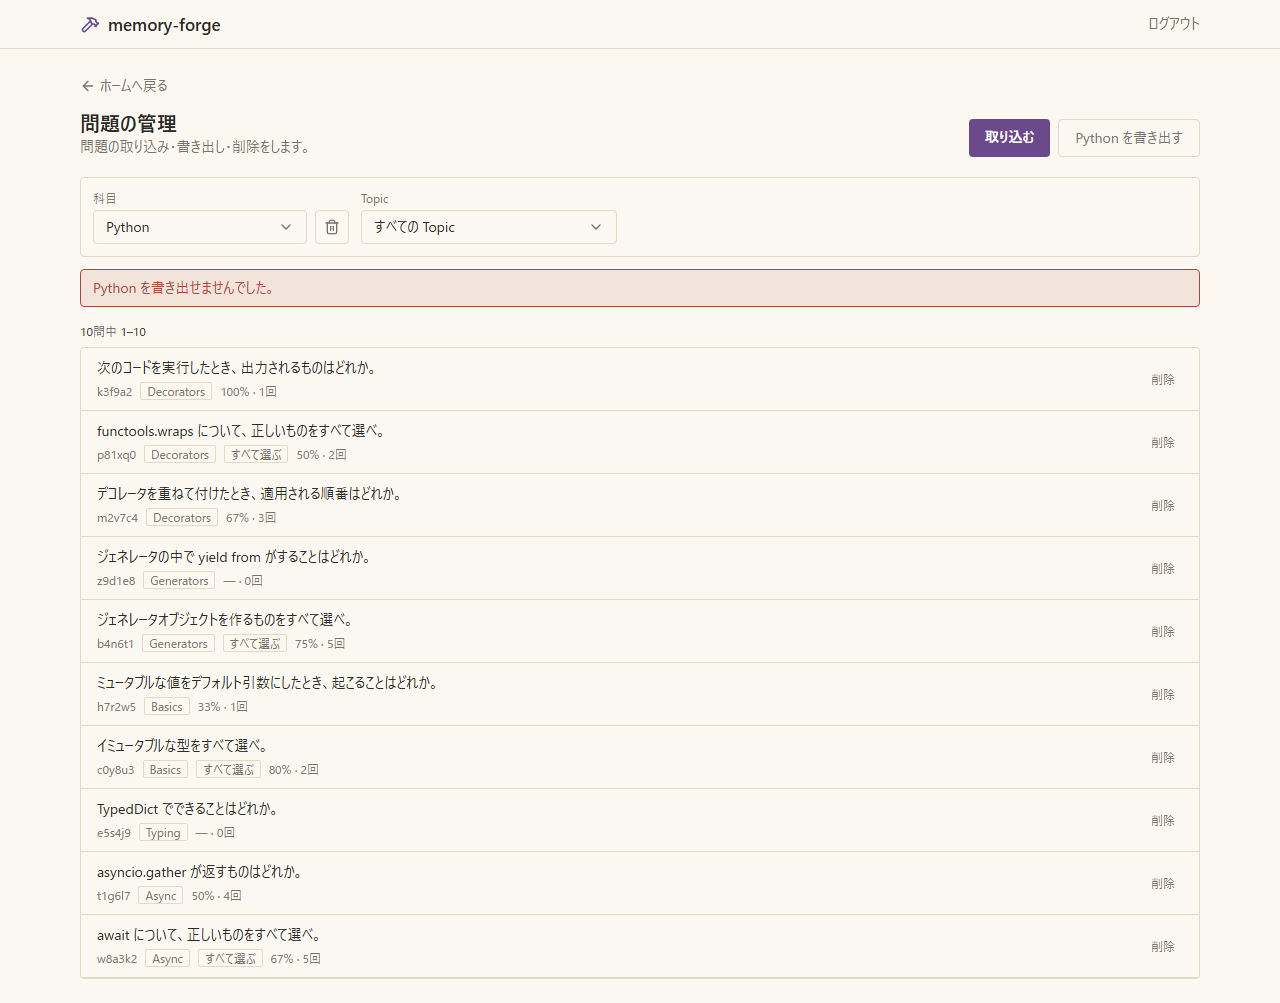 memory-forge
ログアウト
ホームへ戻る
問題の管理
問題の取り込み・書き出し・削除をします。
取り込む
Python を書き出す
科目
Topic
Python
すべての Topic
Python を書き出せませんでした。
10問中 1–10
次のコードを実行したとき、出力されるものはどれか。
k3f9a2 Decorators 100% · 1回
削除
functools.wraps について、正しいものをすべて選べ。
p81xq0 Decorators すべて選ぶ 50% · 2回
削除
デコレータを重ねて付けたとき、適用される順番はどれか。
m2v7c4 Decorators 67% · 3回
削除
ジェネレータの中で yield from がすることはどれか。
z9d1e8 Generators — · 0回
削除
ジェネレータオブジェクトを作るものをすべて選べ。
b4n6t1 Generators すべて選ぶ 75% · 5回
削除
ミュータブルな値をデフォルト引数にしたとき、起こることはどれか。
h7r2w5 Basics 33% · 1回
削除
イミュータブルな型をすべて選べ。
c0y8u3 Basics すべて選ぶ 80% · 2回
削除
TypedDict でできることはどれか。
e5s4j9 Typing — · 0回
削除
asyncio.gather が返すものはどれか。
t1g6l7 Async 50% · 4回
削除
await について、正しいものをすべて選べ。
w8a3k2 Async すべて選ぶ 67% · 5回
削除